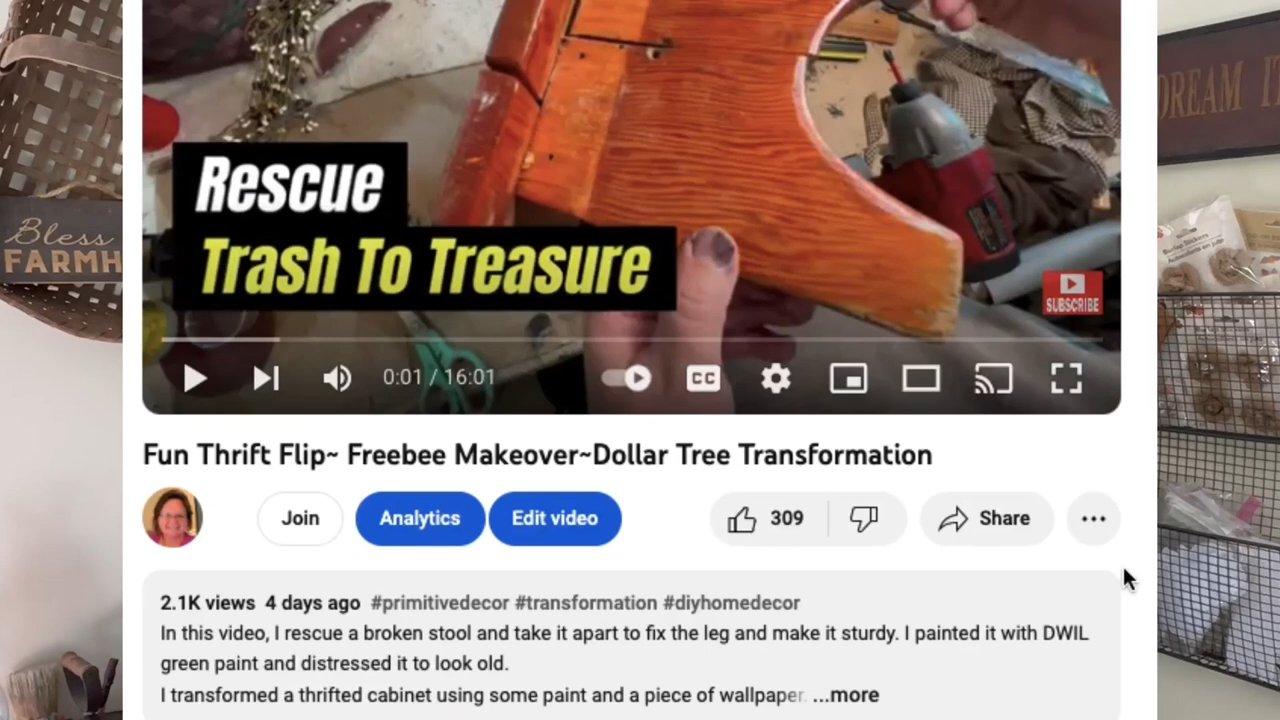 DREAM
Rescue
Bless
FARMH
Trash To Treasure
SUBSCRIBE
0:01 / 16:01
CC
Fun Thrift Flip~ Freebee Makeover~Dollar Tree Transformation
Join
Analytics
Edit video
309
Share
2.1K views 4 days ago #primitivedecor #transformation #diyhomedecor
In this video, I rescue a broken stool and take it apart to fix the leg and make it sturdy. I painted it with DWIL
green paint and distressed it to look old.
I transformed a thrifted cabinet using some paint and a piece of wallpaper. ...more